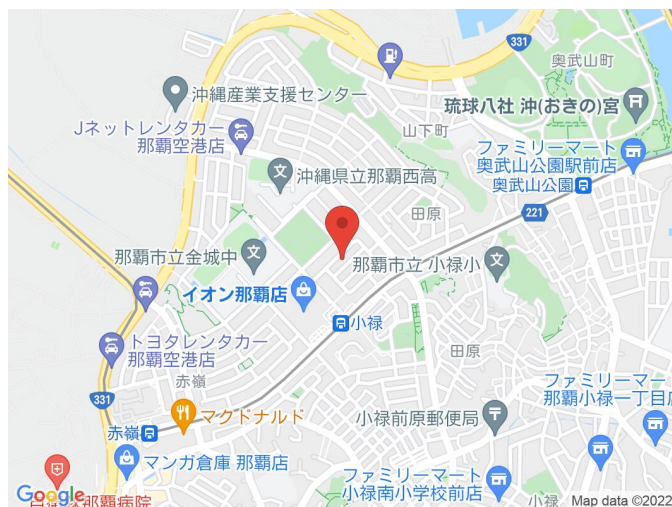 331
奥武山町
沖縄産業支援センター
琉球八社 沖(おきの)宮
Jネットレンタカー
那覇空港店
山下町
ファミリーマート
奥武山公園駅前店
奥武山公園
沖縄県立那覇西高
田原
221
那覇市立金城中
那覇市立 小禄小
イオン那覇店
小禄
トヨタレンタカー
那覇空港店
田原
赤嶺
331
ファミリーマー
那覇小禄一丁目店
マクドナルド
小禄前原郵便局
赤嶺
マンガ倉庫 那覇店
ファミリーマート
小禄南小学校前店
那覇病院
小禄
Google
Map data ©2022